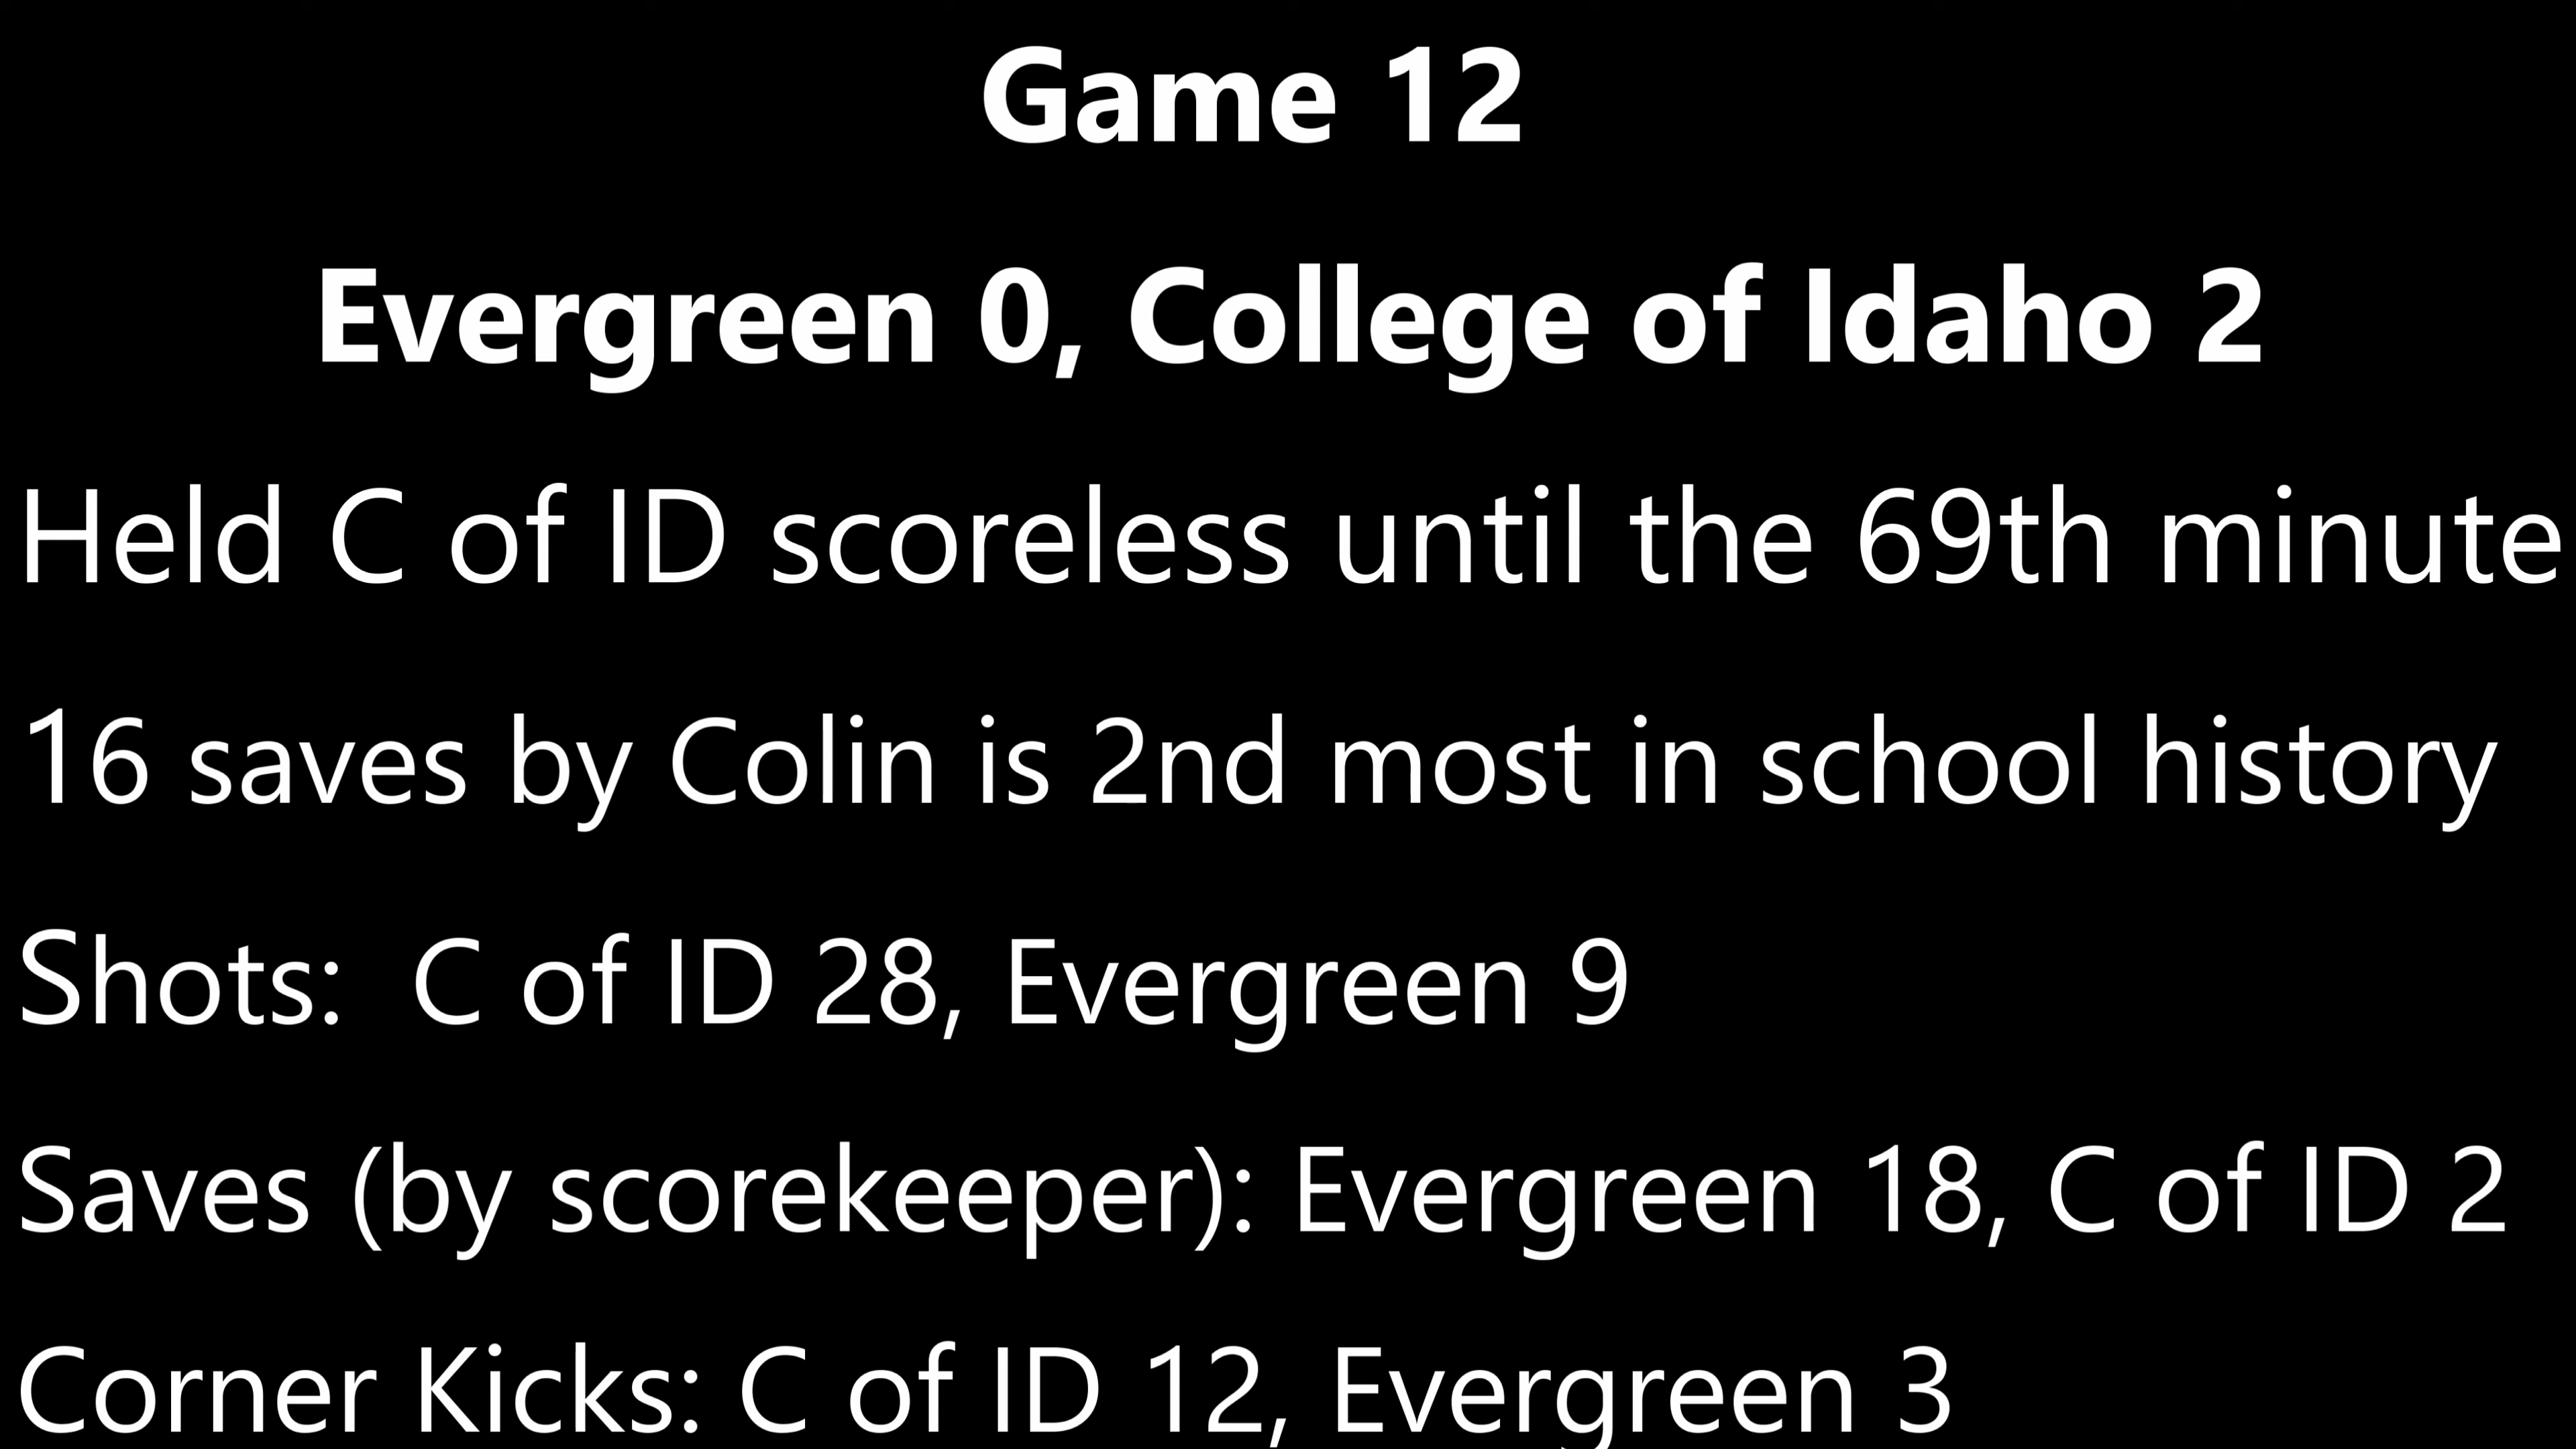 Game 12
Evergreen 0, College of Idaho 2
Held C of ID scoreless until the 69th minute
16 saves by Colin is 2nd most in school history
Shots:  C of ID 28, Evergreen 9
Saves (by scorekeeper): Evergreen 18, C of ID 2
Corner Kicks: C of ID 12, Evergreen 3